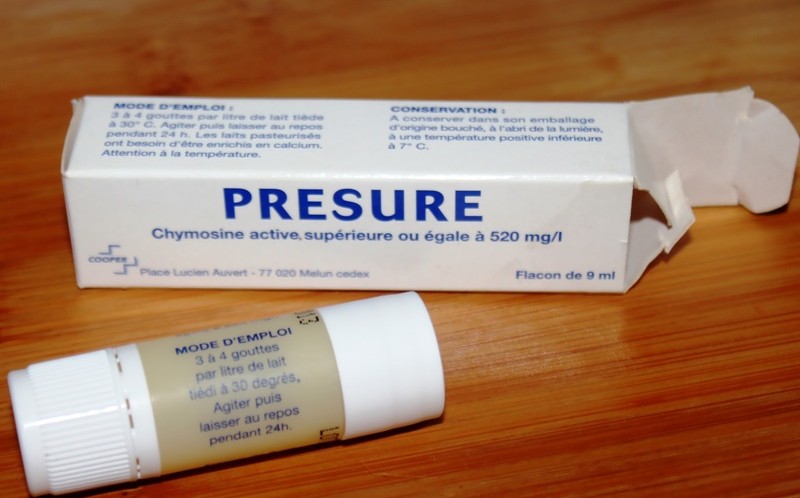 MODE D'EMPLOI :
3 à 4 gouttes par litre de lait tiède
à 30° C. Agiter puis laisser au repos
pendant 24 h. Les laits pasteurisés
ont besoin d'être enrichis en calcium.
Attention à la température.
CONSERVATION :
A conserver dans son emballage
d'origine bouché, à l'abri de la lumière,
à une température positive inférieure
à 7° C.
PRESURE
Chymosine active, supérieure ou égale à 520 mg/l
COOPER
Place Lucien Auvert - 77 020 Melun cedex
Flacon de 9 ml
MODE D'EMPLOI
3 à 4 gouttes
par litre de lait
tiédi à 30 degrés,
Agiter puis
laisser au repos
pendant 24h.